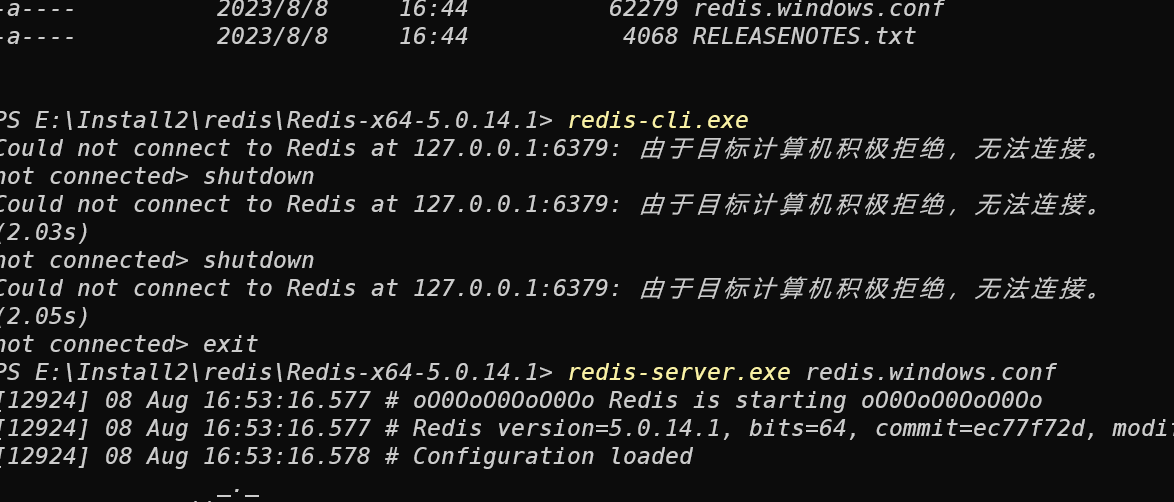 -a---- 2023/8/8 16:44 62279 redis.windows.conf
-a---- 2023/8/8 16:44 4068 RELEASENOTES.txt
PS E:\Install2\redis\Redis-x64-5.0.14.1> redis-cli.exe
Could not connect to Redis at 127.0.0.1:6379: 由于目标计算机积极拒绝，无法连接。
not connected> shutdown
Could not connect to Redis at 127.0.0.1:6379: 由于目标计算机积极拒绝，无法连接。
(2.03s)
not connected> shutdown
Could not connect to Redis at 127.0.0.1:6379: 由于目标计算机积极拒绝，无法连接。
(2.05s)
not connected> exit
PS E:\Install2\redis\Redis-x64-5.0.14.1> redis-server.exe redis.windows.conf
[12924] 08 Aug 16:53:16.577 # oO0OoO0OoO0Oo Redis is starting oO0OoO0OoO0Oo
[12924] 08 Aug 16:53:16.577 # Redis version=5.0.14.1, bits=64, commit=ec77f72d, modif
[12924] 08 Aug 16:53:16.578 # Configuration loaded